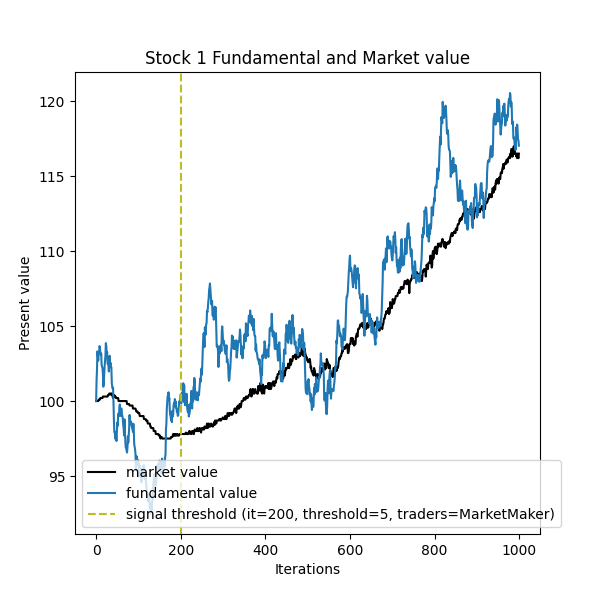 Stock 1 Fundamental and Market value
120
115
110
105
100
95
Present value
market value
fundamental value
signal threshold (it=200, threshold=5, traders=MarketMaker)
0 200 400 600 800 1000
Iterations